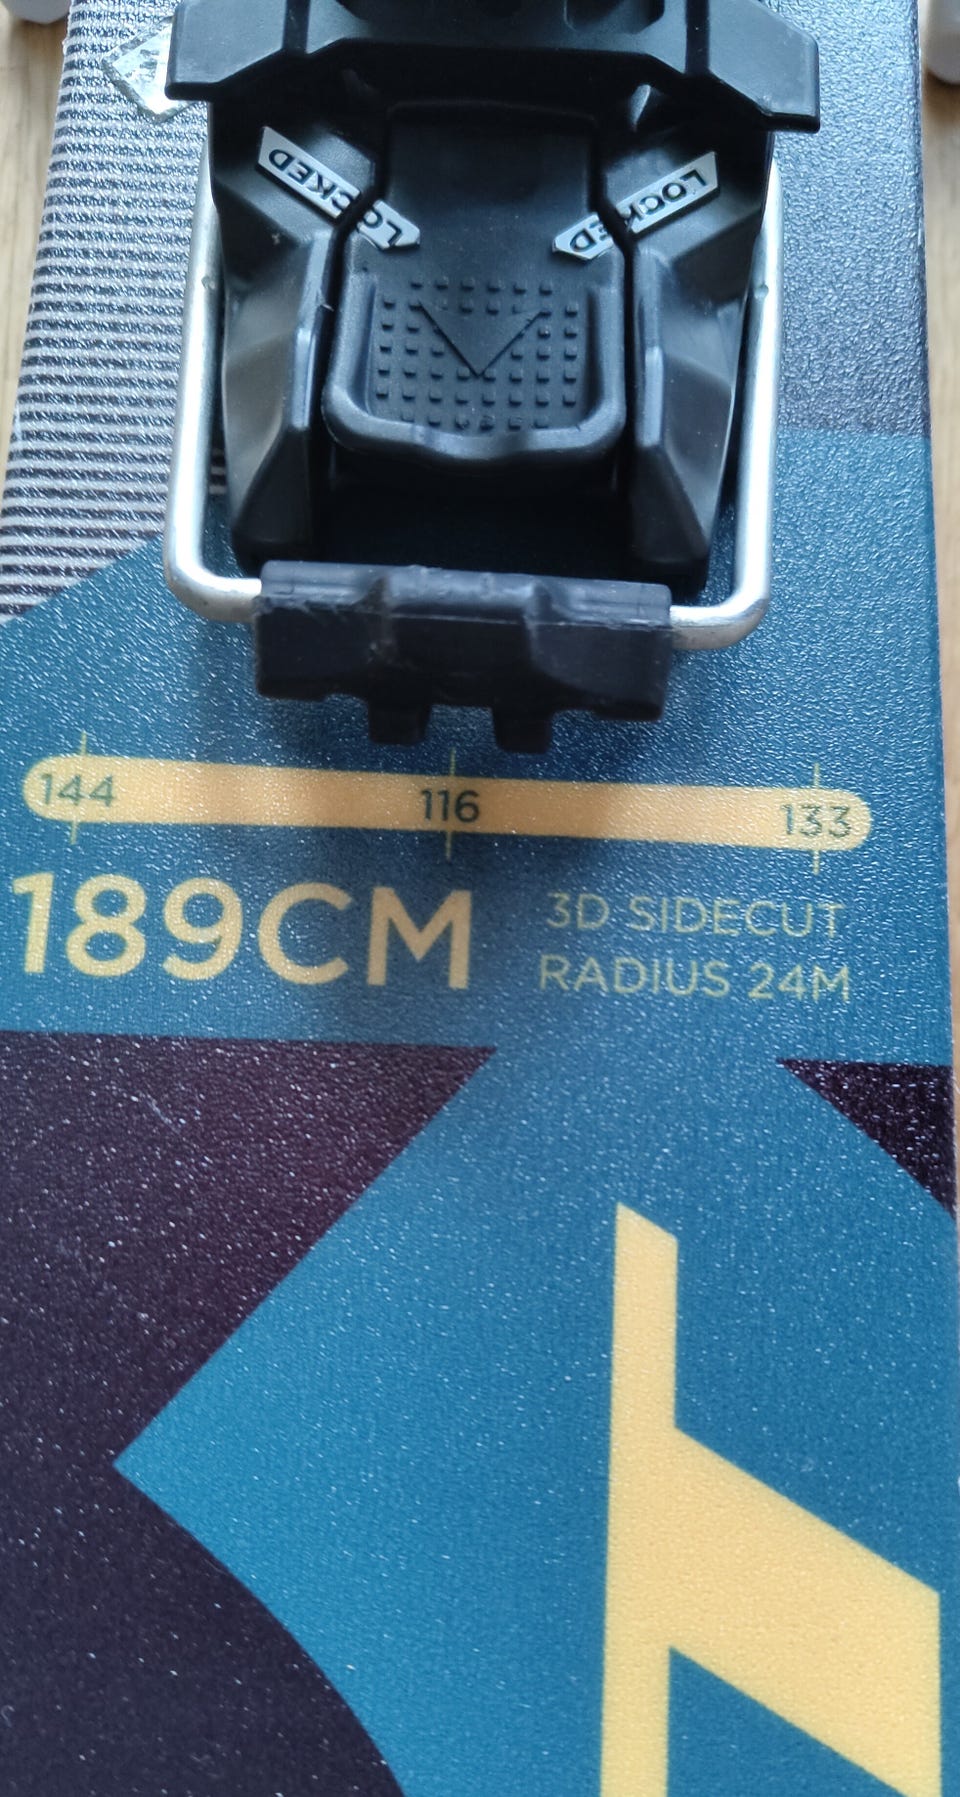 LOCKED
LOCKED
144 116 133
189CM
3D SIDECUT
RADIUS 24M